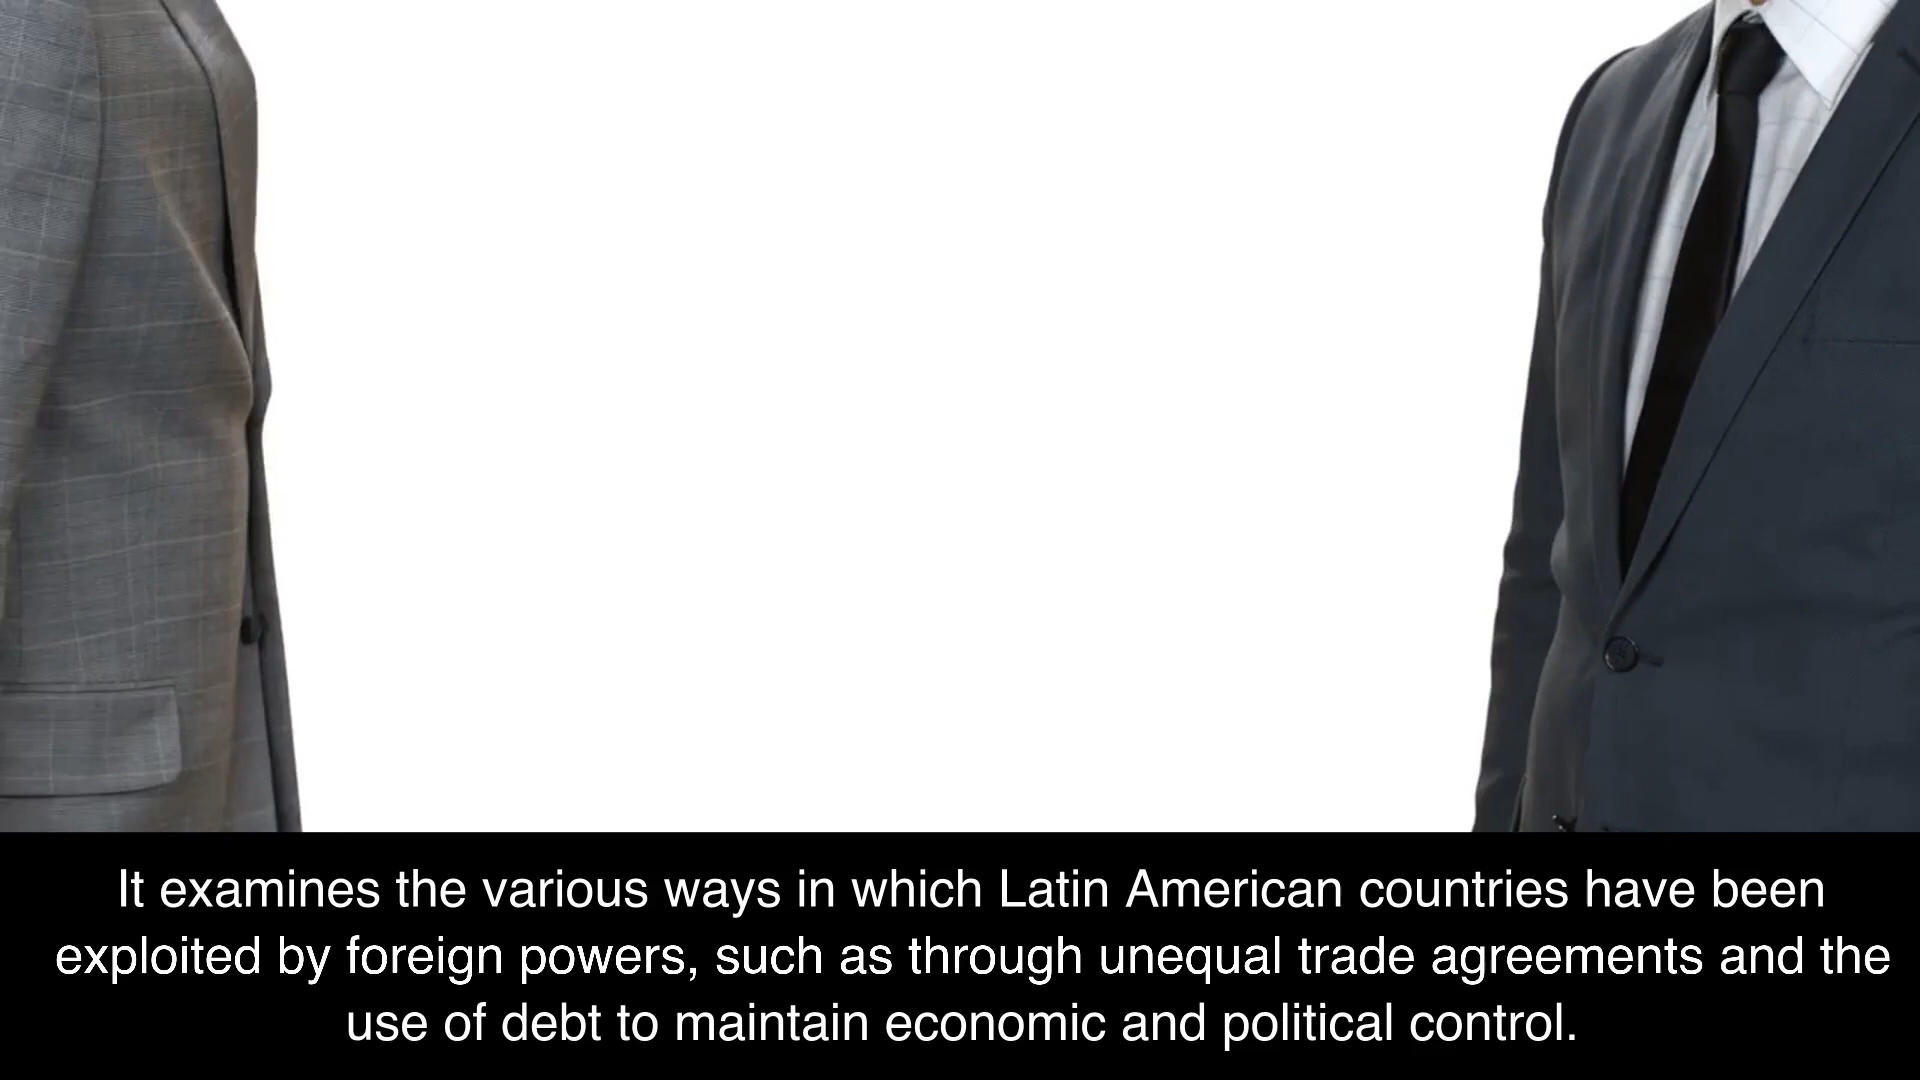 It examines the various ways in which Latin American countries have been
exploited by foreign powers, such as through unequal trade agreements and the
use of debt to maintain economic and political control.